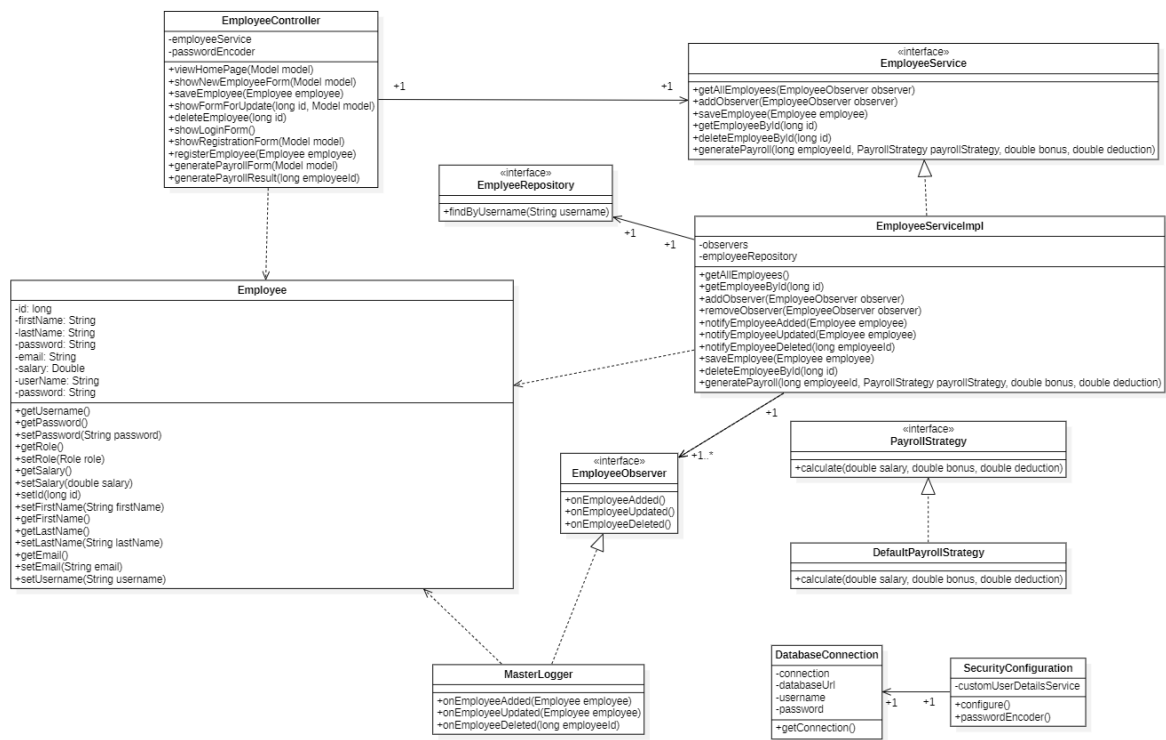 EmployeeController
-employeeService
-passwordEncoder
+viewHomePage(Model model)
+showNewEmployeeForm(Model model)
+saveEmployee(Employee employee)
+showFormForUpdate(long id, Model model)
+deleteEmployee(long id)
+showLoginForm()
+showRegistrationForm(Model model)
+registerEmployee(Employee employee)
+generatePayrollForm(Model model)
+generatePayrollResult(long employeeId)
+1
+1
«interface»
EmployeeService
+getAllEmployees(EmployeeObserver observer)
+addObserver(EmployeeObserver observer)
+saveEmployee(Employee employee)
+getEmployeeById(long id)
+deleteEmployeeById(long id)
+generatePayroll(long employeeId, PayrollStrategy payrollStrategy, double bonus, double deduction)
«interface»
EmplyeeRepository
+findByUsername(String username)
+1
+1
EmployeeServiceImpl
-observers
-employeeRepository
+getAllEmployees()
+getEmployeeById(long id)
+addObserver(EmployeeObserver observer)
+removeObserver(EmployeeObserver observer)
+notifyEmployeeAdded(Employee employee)
+notifyEmployeeUpdated(Employee employee)
+notifyEmployeeDeleted(long employeeId)
+saveEmployee(Employee employee)
+deleteEmployeeById(long id)
+generatePayroll(long employeeId, PayrollStrategy payrollStrategy, double bonus, double deduction)
Employee
-id: long
-firstName: String
-lastName: String
-password: String
-email: String
-salary: Double
-userName: String
-password: String
+getUsername()
+getPassword()
+setPassword(String password)
+getRole()
+setRole(Role role)
+getSalary()
+setSalary(double salary)
+setId(long id)
+setFirstName(String firstName)
+getFirstName()
+getLastName()
+setLastName(String lastName)
+getEmail()
+setEmail(String email)
+setUsername(String username)
+1
+1..*
«interface»
EmployeeObserver
+onEmployeeAdded()
+onEmployeeUpdated()
+onEmployeeDeleted()
«interface»
PayrollStrategy
+calculate(double salary, double bonus, double deduction)
DefaultPayrollStrategy
+calculate(double salary, double bonus, double deduction)
MasterLogger
+onEmployeeAdded(Employee employee)
+onEmployeeUpdated(Employee employee)
+onEmployeeDeleted(long employeeId)
DatabaseConnection
-connection
-databaseUrl
-username
-password
+getConnection()
+1
+1
SecurityConfiguration
-customUserDetailsService
+configure()
+passwordEncoder()